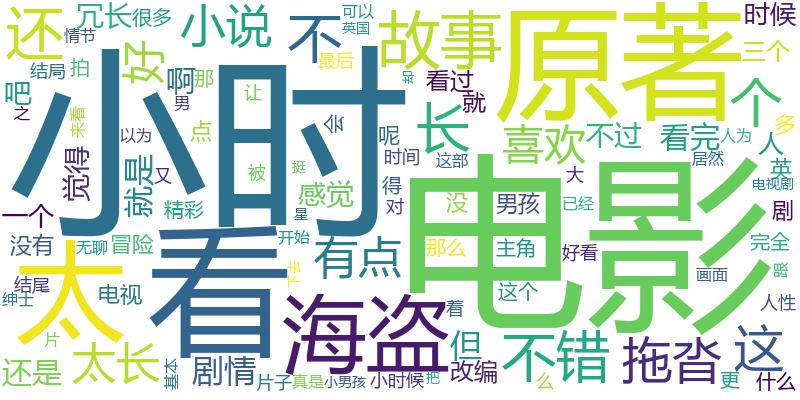 还
冗长
很多
小说
不
可以
英国
故事
原著
时候
情节
三个
结局
拍
好
啊
那
最后
却
看过
就
个
吧
之
小时
男
让
会
长
喜欢
不过
看完
多
人
来看
以为
点
呢
时间
这部
人为
居然
英
觉得
就是
又
被
挺
得
对
大
电视剧
一个
精彩
感觉
星
没
男孩
已经
剧
没有
无聊
冒险
太
看
开始
有点
那么
主角
好看
电影
完全
结尾
电视
下去
这个
画面
人性
绅士
海盗
着
但
不错
拖沓
这
片
还是
太长
基本
剧情
片子
真是
小男孩
小时候
把
改编
么
更
什么